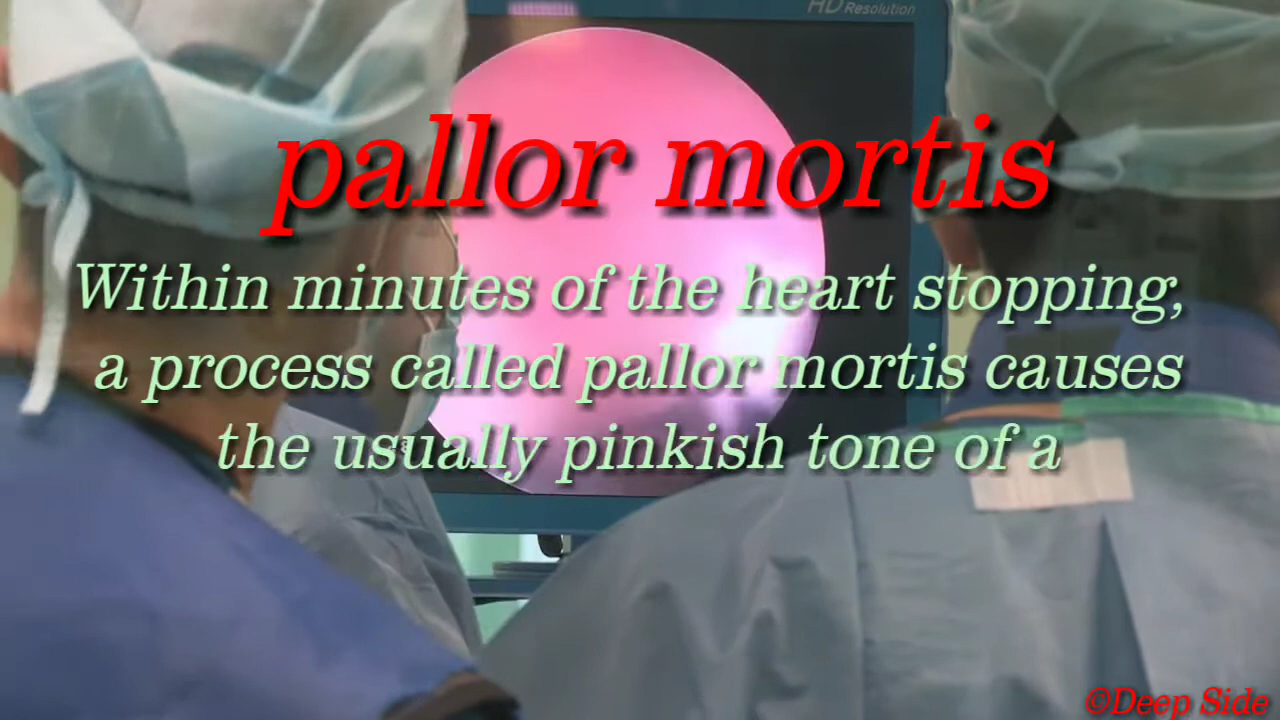 HD Resolution
pallor mortis
Within minutes of the heart stopping,
a process called pallor mortis causes
the usually pinkish tone of a
©Deep Side